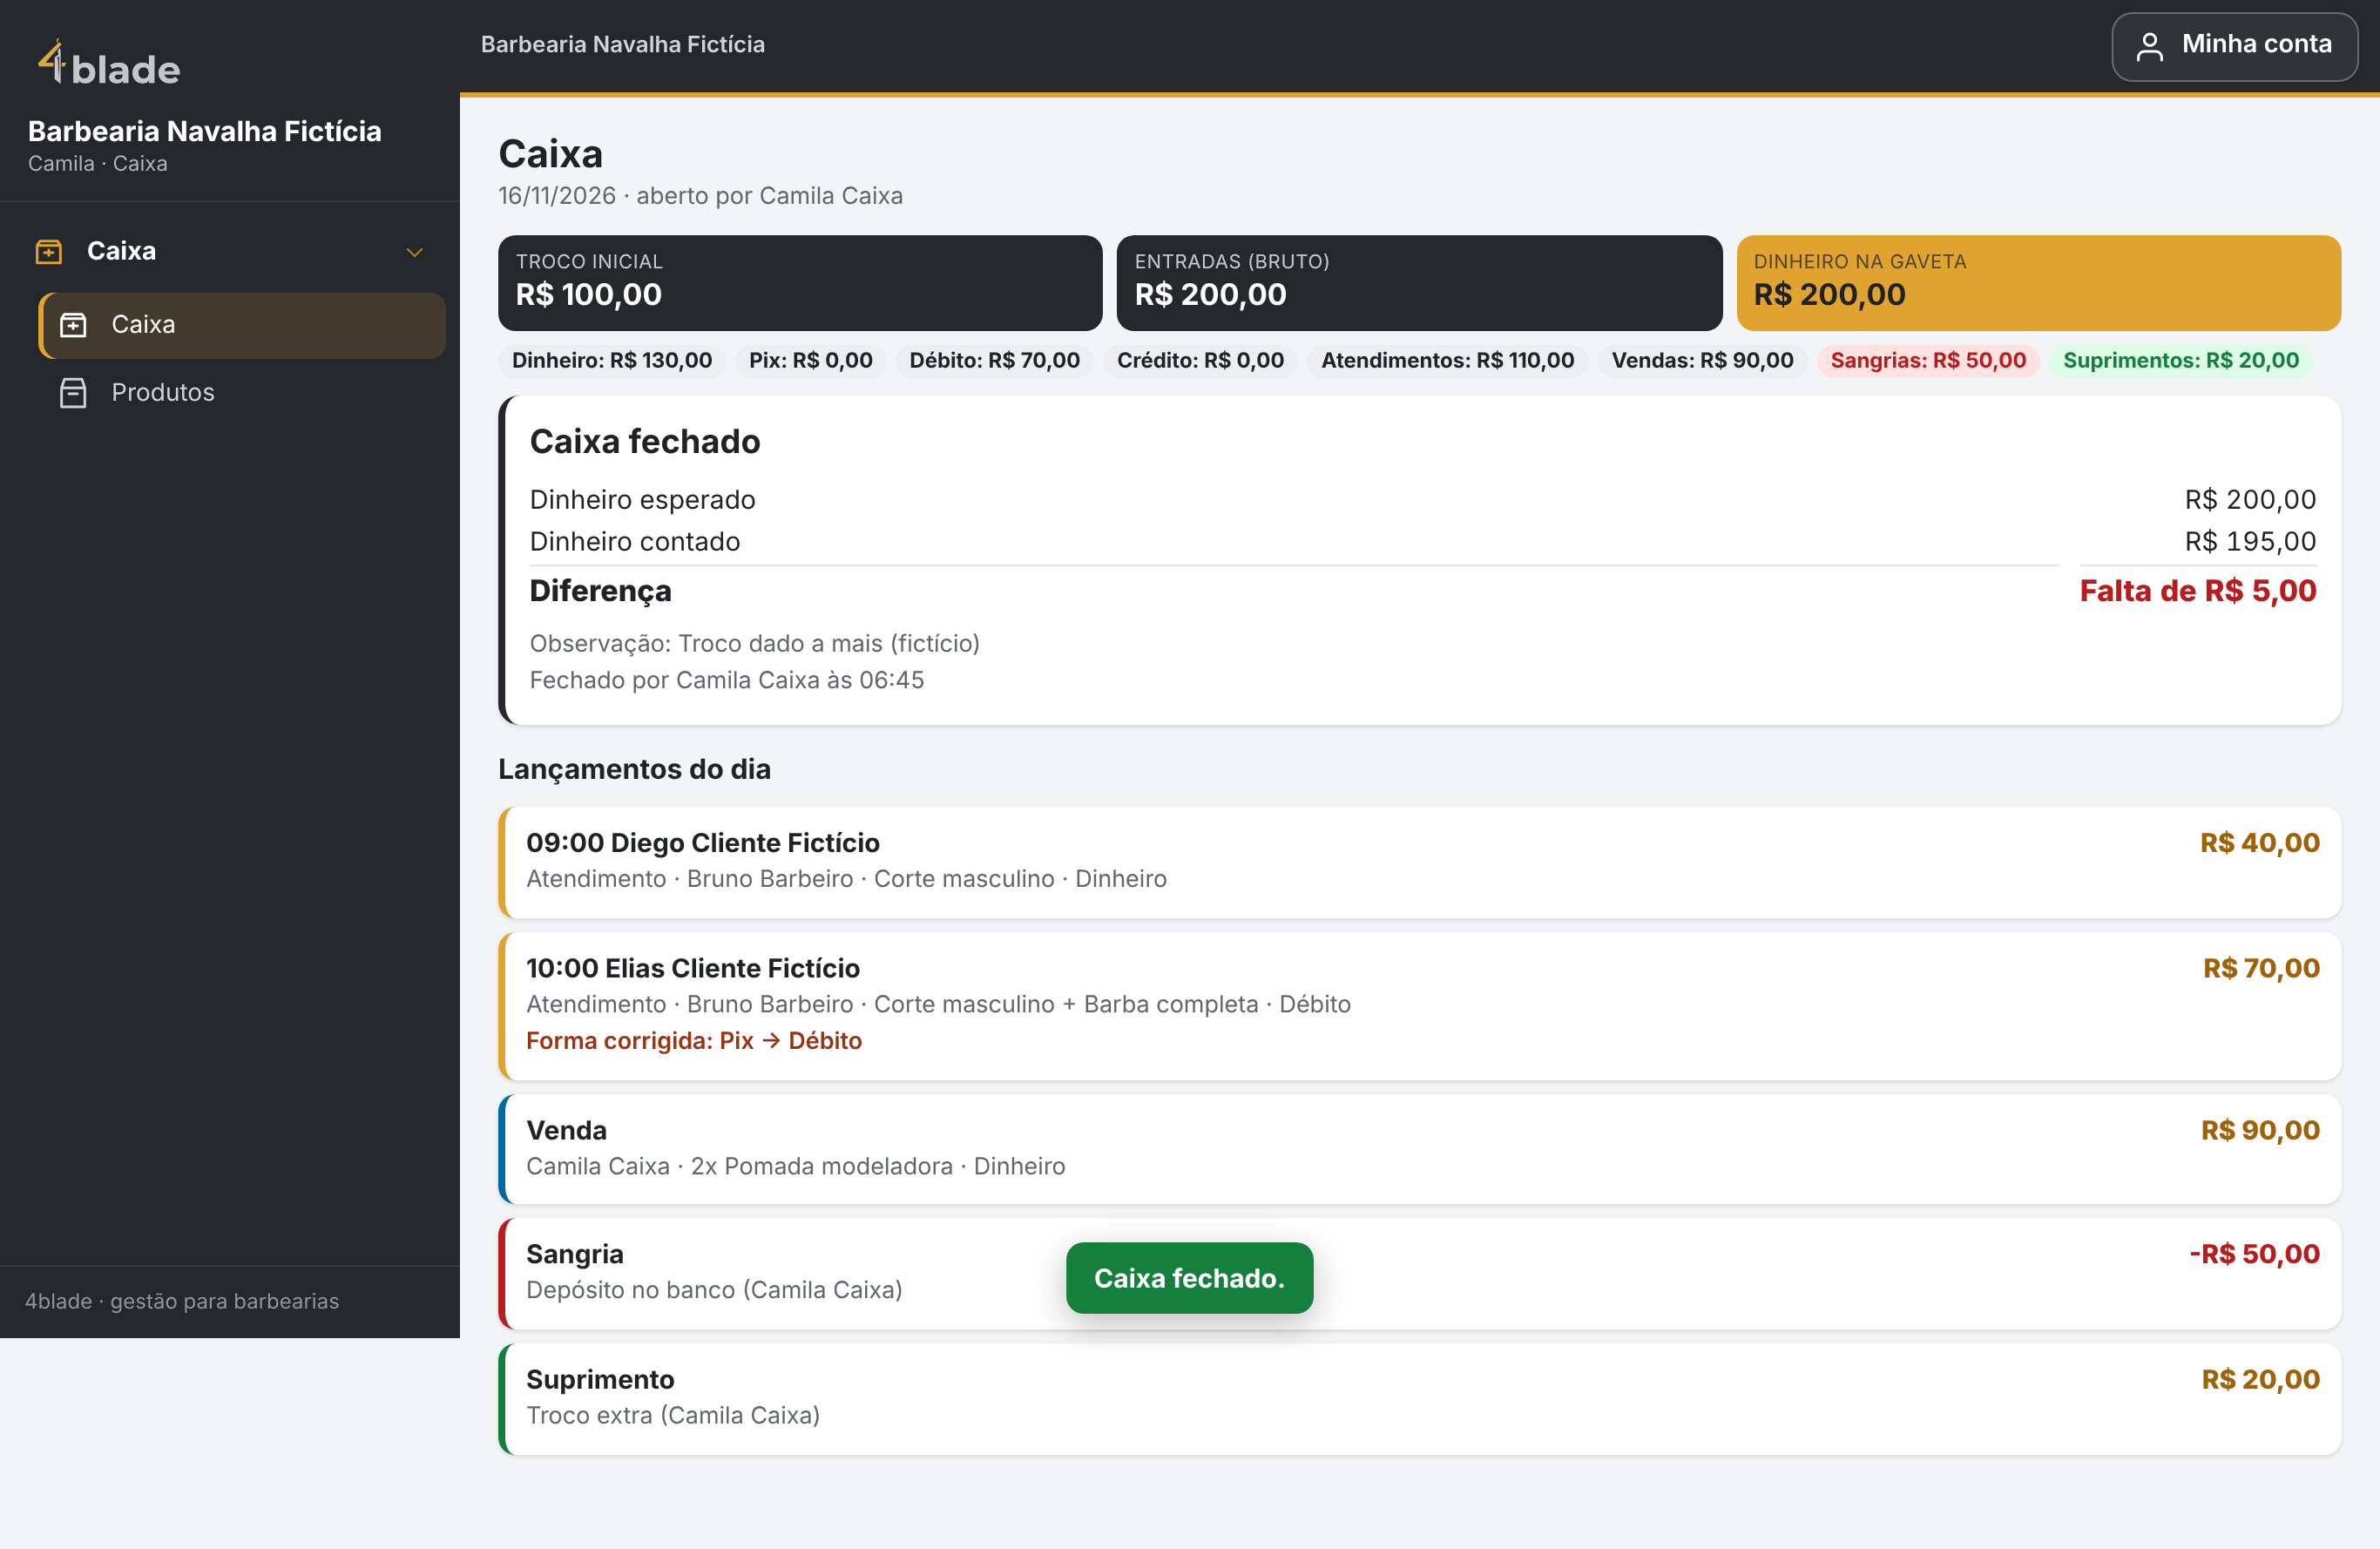 4blade
Barbearia Navalha Fictícia
Camila · Caixa
Caixa
Caixa
Produtos
4blade · gestão para barbearias
Barbearia Navalha Fictícia
Minha conta
Caixa
16/11/2026 · aberto por Camila Caixa
TROCO INICIAL
R$ 100,00
ENTRADAS (BRUTO)
R$ 200,00
DINHEIRO NA GAVETA
R$ 200,00
Dinheiro: R$ 130,00 Pix: R$ 0,00 Débito: R$ 70,00 Crédito: R$ 0,00 Atendimentos: R$ 110,00 Vendas: R$ 90,00 Sangrias: R$ 50,00 Suprimentos: R$ 20,00
Caixa fechado
Dinheiro esperado R$ 200,00
Dinheiro contado R$ 195,00
Diferença Falta de R$ 5,00
Observação: Troco dado a mais (fictício)
Fechado por Camila Caixa às 06:45
Lançamentos do dia
09:00 Diego Cliente Fictício R$ 40,00
Atendimento · Bruno Barbeiro · Corte masculino · Dinheiro
10:00 Elias Cliente Fictício R$ 70,00
Atendimento · Bruno Barbeiro · Corte masculino + Barba completa · Débito
Forma corrigida: Pix → Débito
Venda R$ 90,00
Camila Caixa · 2x Pomada modeladora · Dinheiro
Sangria -R$ 50,00
Depósito no banco (Camila Caixa)
Caixa fechado.
Suprimento R$ 20,00
Troco extra (Camila Caixa)